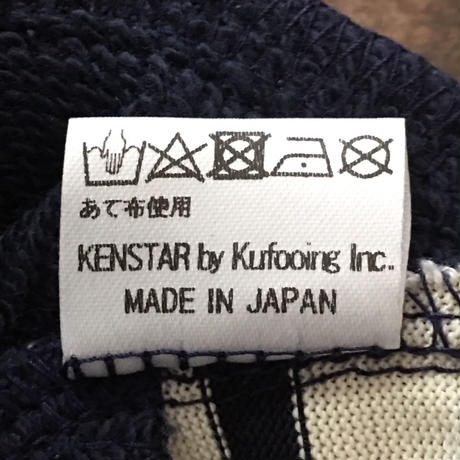 あて布使用
KENSTAR by Kufooing Inc.
MADE IN JAPAN